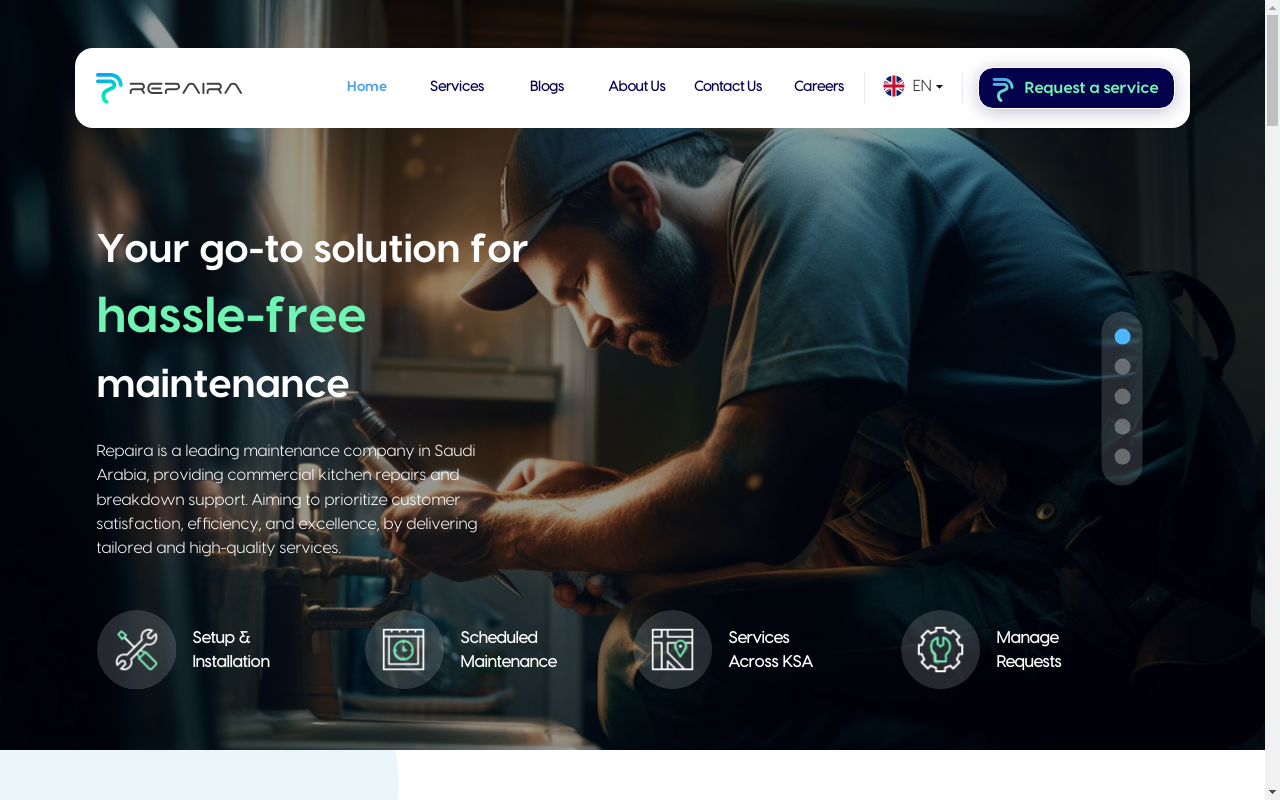 REPAIRA
Home
Services
Blogs
About Us
Contact Us
Careers
EN
Request a service
Your go-to solution for
hassle-free
maintenance
Repaira is a leading maintenance company in Saudi
Arabia, providing commercial kitchen repairs and
breakdown support. Aiming to prioritize customer
satisfaction, efficiency, and excellence, by delivering
tailored and high-quality services.
Setup &
Installation
Scheduled
Maintenance
Services
Across KSA
Manage
Requests